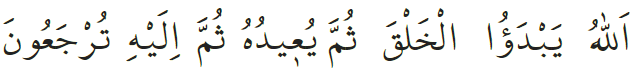 اَللّٰهُ يَبْدَؤُا الْخَلْقَ ثُمَّ يُعٖيدُهُ ثُمَّ اِلَيْهِ تُرْجَعُونَ